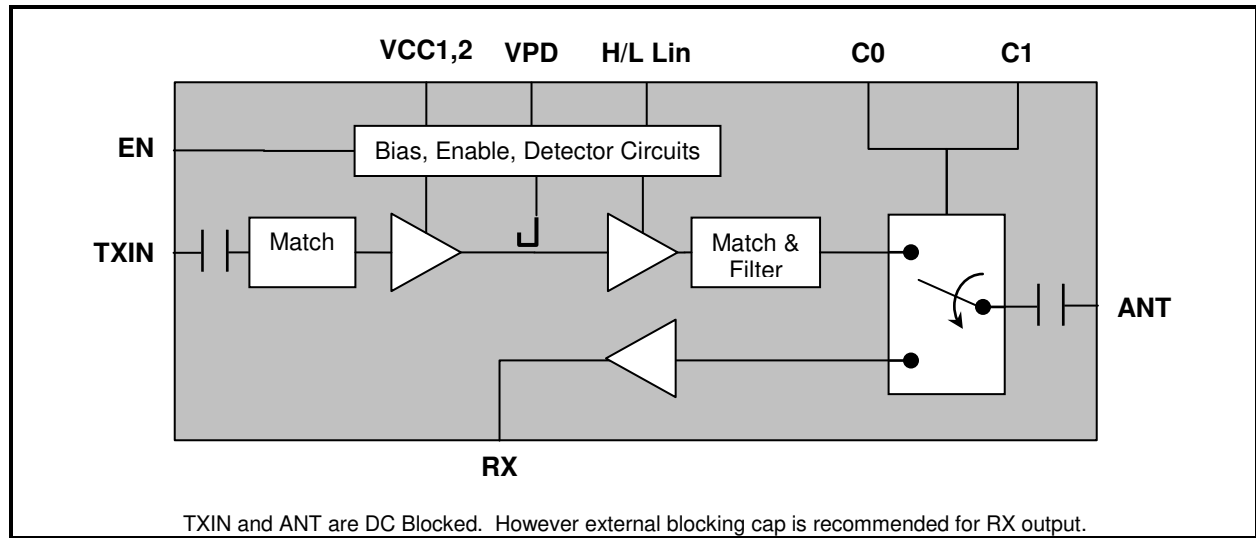 VCC1,2 VPD H/L Lin C0 C1
EN
Bias, Enable, Detector Circuits
TXIN
Match
Match &
Filter
ANT
RX
TXIN and ANT are DC Blocked. However external blocking cap is recommended for RX output.